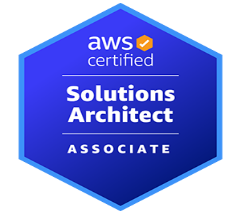 aws
certified
Solutions
Architect
ASSOCIATE